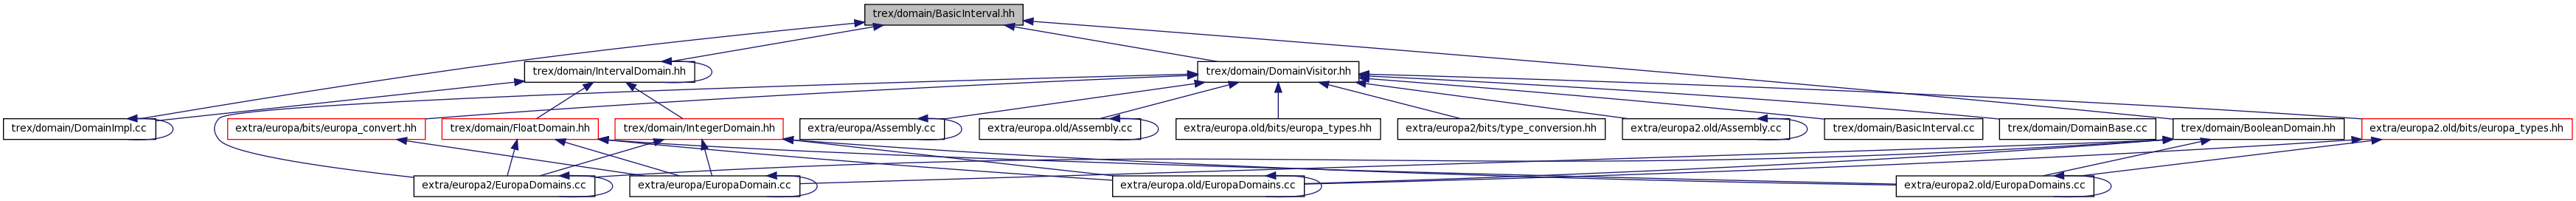 trex/domain/BasicInterval.hh
trex/domain/IntervalDomain.hh
trex/domain/DomainVisitor.hh
trex/domain/DomainImpl.cc
extra/europa/bits/europa_convert.hh
trex/domain/FloatDomain.hh
trex/domain/IntegerDomain.hh
extra/europa/Assembly.cc
extra/europa.old/Assembly.cc
extra/europa.old/bits/europa_types.hh
extra/europa2/bits/type_conversion.hh
extra/europa2.old/Assembly.cc
trex/domain/BasicInterval.cc
trex/domain/DomainBase.cc
trex/domain/BooleanDomain.hh
extra/europa2.old/bits/europa_types.hh
extra/europa2/EuropaDomains.cc
extra/europa/EuropaDomain.cc
extra/europa.old/EuropaDomains.cc
extra/europa2.old/EuropaDomains.cc